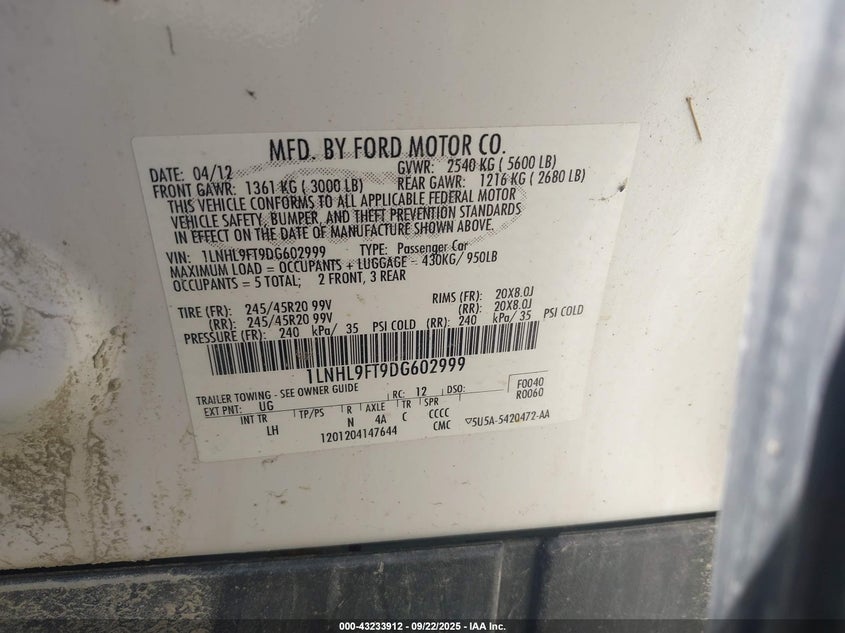 MFD. BY FORD MOTOR CO.
DATE: 04/12 GVWR: 2540 KG ( 5600 LB)
FRONT GAWR: 1361 KG ( 3000 LB) REAR GAWR: 1216 KG ( 2680 LB)
THIS VEHICLE CONFORMS TO ALL APPLICABLE FEDERAL MOTOR
VEHICLE SAFETY, BUMPER, AND THEFT PREVENTION STANDARDS
IN EFFECT ON THE DATE OF MANUFACTURE SHOWN ABOVE.
VIN: 1LNHL9FT9DG602999 TYPE: Passenger Car
MAXIMUM LOAD = OCCUPANTS + LUGGAGE = 430KG/ 950LB
OCCUPANTS = 5 TOTAL; 2 FRONT, 3 REAR
TIRE (FR): 245/45R20 99V RIMS (FR): 20X8.0J
(RR): 245/45R20 99V (RR): 20X8.0J
PRESSURE (FR): 240 kPa/ 35 PSI COLD (RR): 240 kPa/ 35 PSI COLD
1LNHL9FT9DG602999
TRAILER TOWING - SEE OWNER GUIDE F0040
EXT PNT: UG RC: 12 DSO: R0060
INT TR TP/PS R AXLE TR SPR
LH N 4A C CCCC
1201204147644 CMC ▽5U5A-5420472-AA
000-43233912 - 09/22/2025 - IAA Inc.